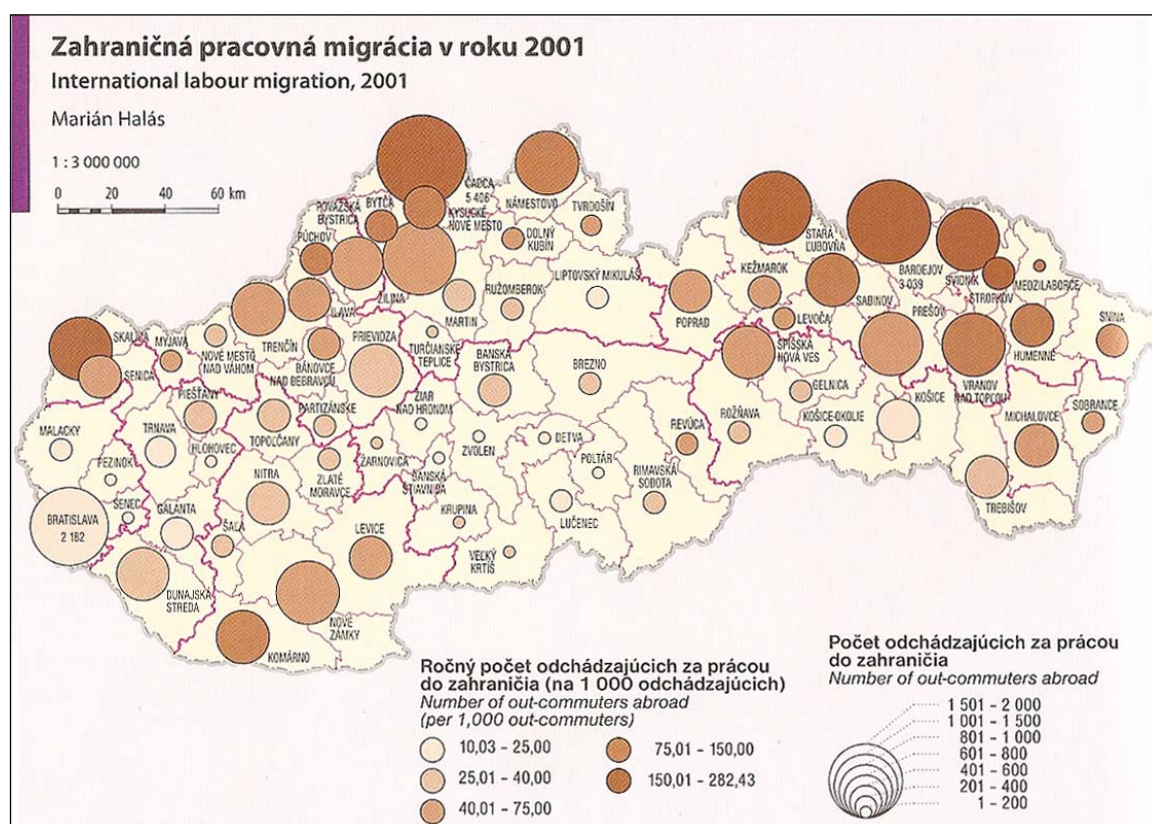 Zahraničná pracovná migrácia v roku 2001
International labour migration, 2001
Marián Halás
1 : 3 000 000
0 20 40 60 km
ČADCA
5 406
NÁMESTOVO
TVRDOŠÍN
POVAŽSKÁ
BYSTRICA
BYTČA
KYSUCKÉ
NOVÉ MESTO
DOLNÝ
KUBÍN
PÚCHOV
STARÁ
ĽUBOVŇA
BARDEJOV
3 039
SVIDNÍK
STROPKOV
MEDZILABORCE
KEŽMAROK
LIPTOVSKÝ MIKULÁŠ
ILAVA
ŽILINA
MARTIN
RUŽOMBEROK
POPRAD
LEVOČA
SABINOV
PREŠOV
SNINA
HUMENNÉ
SKALICA
MYJAVA
NOVÉ MESTO
NAD VÁHOM
TRENČÍN
PRIEVIDZA
TURČIANSKE
TEPLICE
BÁNOVCE
NAD BEBRAVOU
SENICA
BANSKÁ
BYSTRICA
BREZNO
SPIŠSKÁ
NOVÁ VES
GELNICA
VRANOV
NAD TOPĽOU
PIEŠŤANY
PARTIZÁNSKE
ŽIAR
NAD HRONOM
REVÚCA
ROŽŇAVA
KOŠICE-OKOLIE
KOŠICE
MICHALOVCE
SOBRANCE
MALACKY
TRNAVA
HLOHOVEC
TOPOĽČANY
ZVOLEN
DETVA
PEZINOK
ZLATÉ
MORAVCE
ŽARNOVICA
BANSKÁ
ŠTIAVNICA
POLTÁR
RIMAVSKÁ
SOBOTA
NITRA
TREBIŠOV
BRATISLAVA
2 182
SENEC
GALANTA
ŠAĽA
LEVICE
KRUPINA
LUČENEC
VEĽKÝ
KRTÍŠ
DUNAJSKÁ
STREDA
NOVÉ
ZÁMKY
KOMÁRNO
Ročný počet odchádzajúcich za prácou
do zahraničia (na 1 000 odchádzajúcich)
Number of out-commuters abroad
(per 1,000 out-commuters)
10,03 – 25,00
25,01 – 40,00
40,01 – 75,00
75,01 – 150,00
150,01 – 282,43
Počet odchádzajúcich za prácou
do zahraničia
Number of out-commuters abroad
1 501 – 2 000
1 001 – 1 500
801 – 1 000
601 – 800
401 – 600
201 – 400
1 – 200